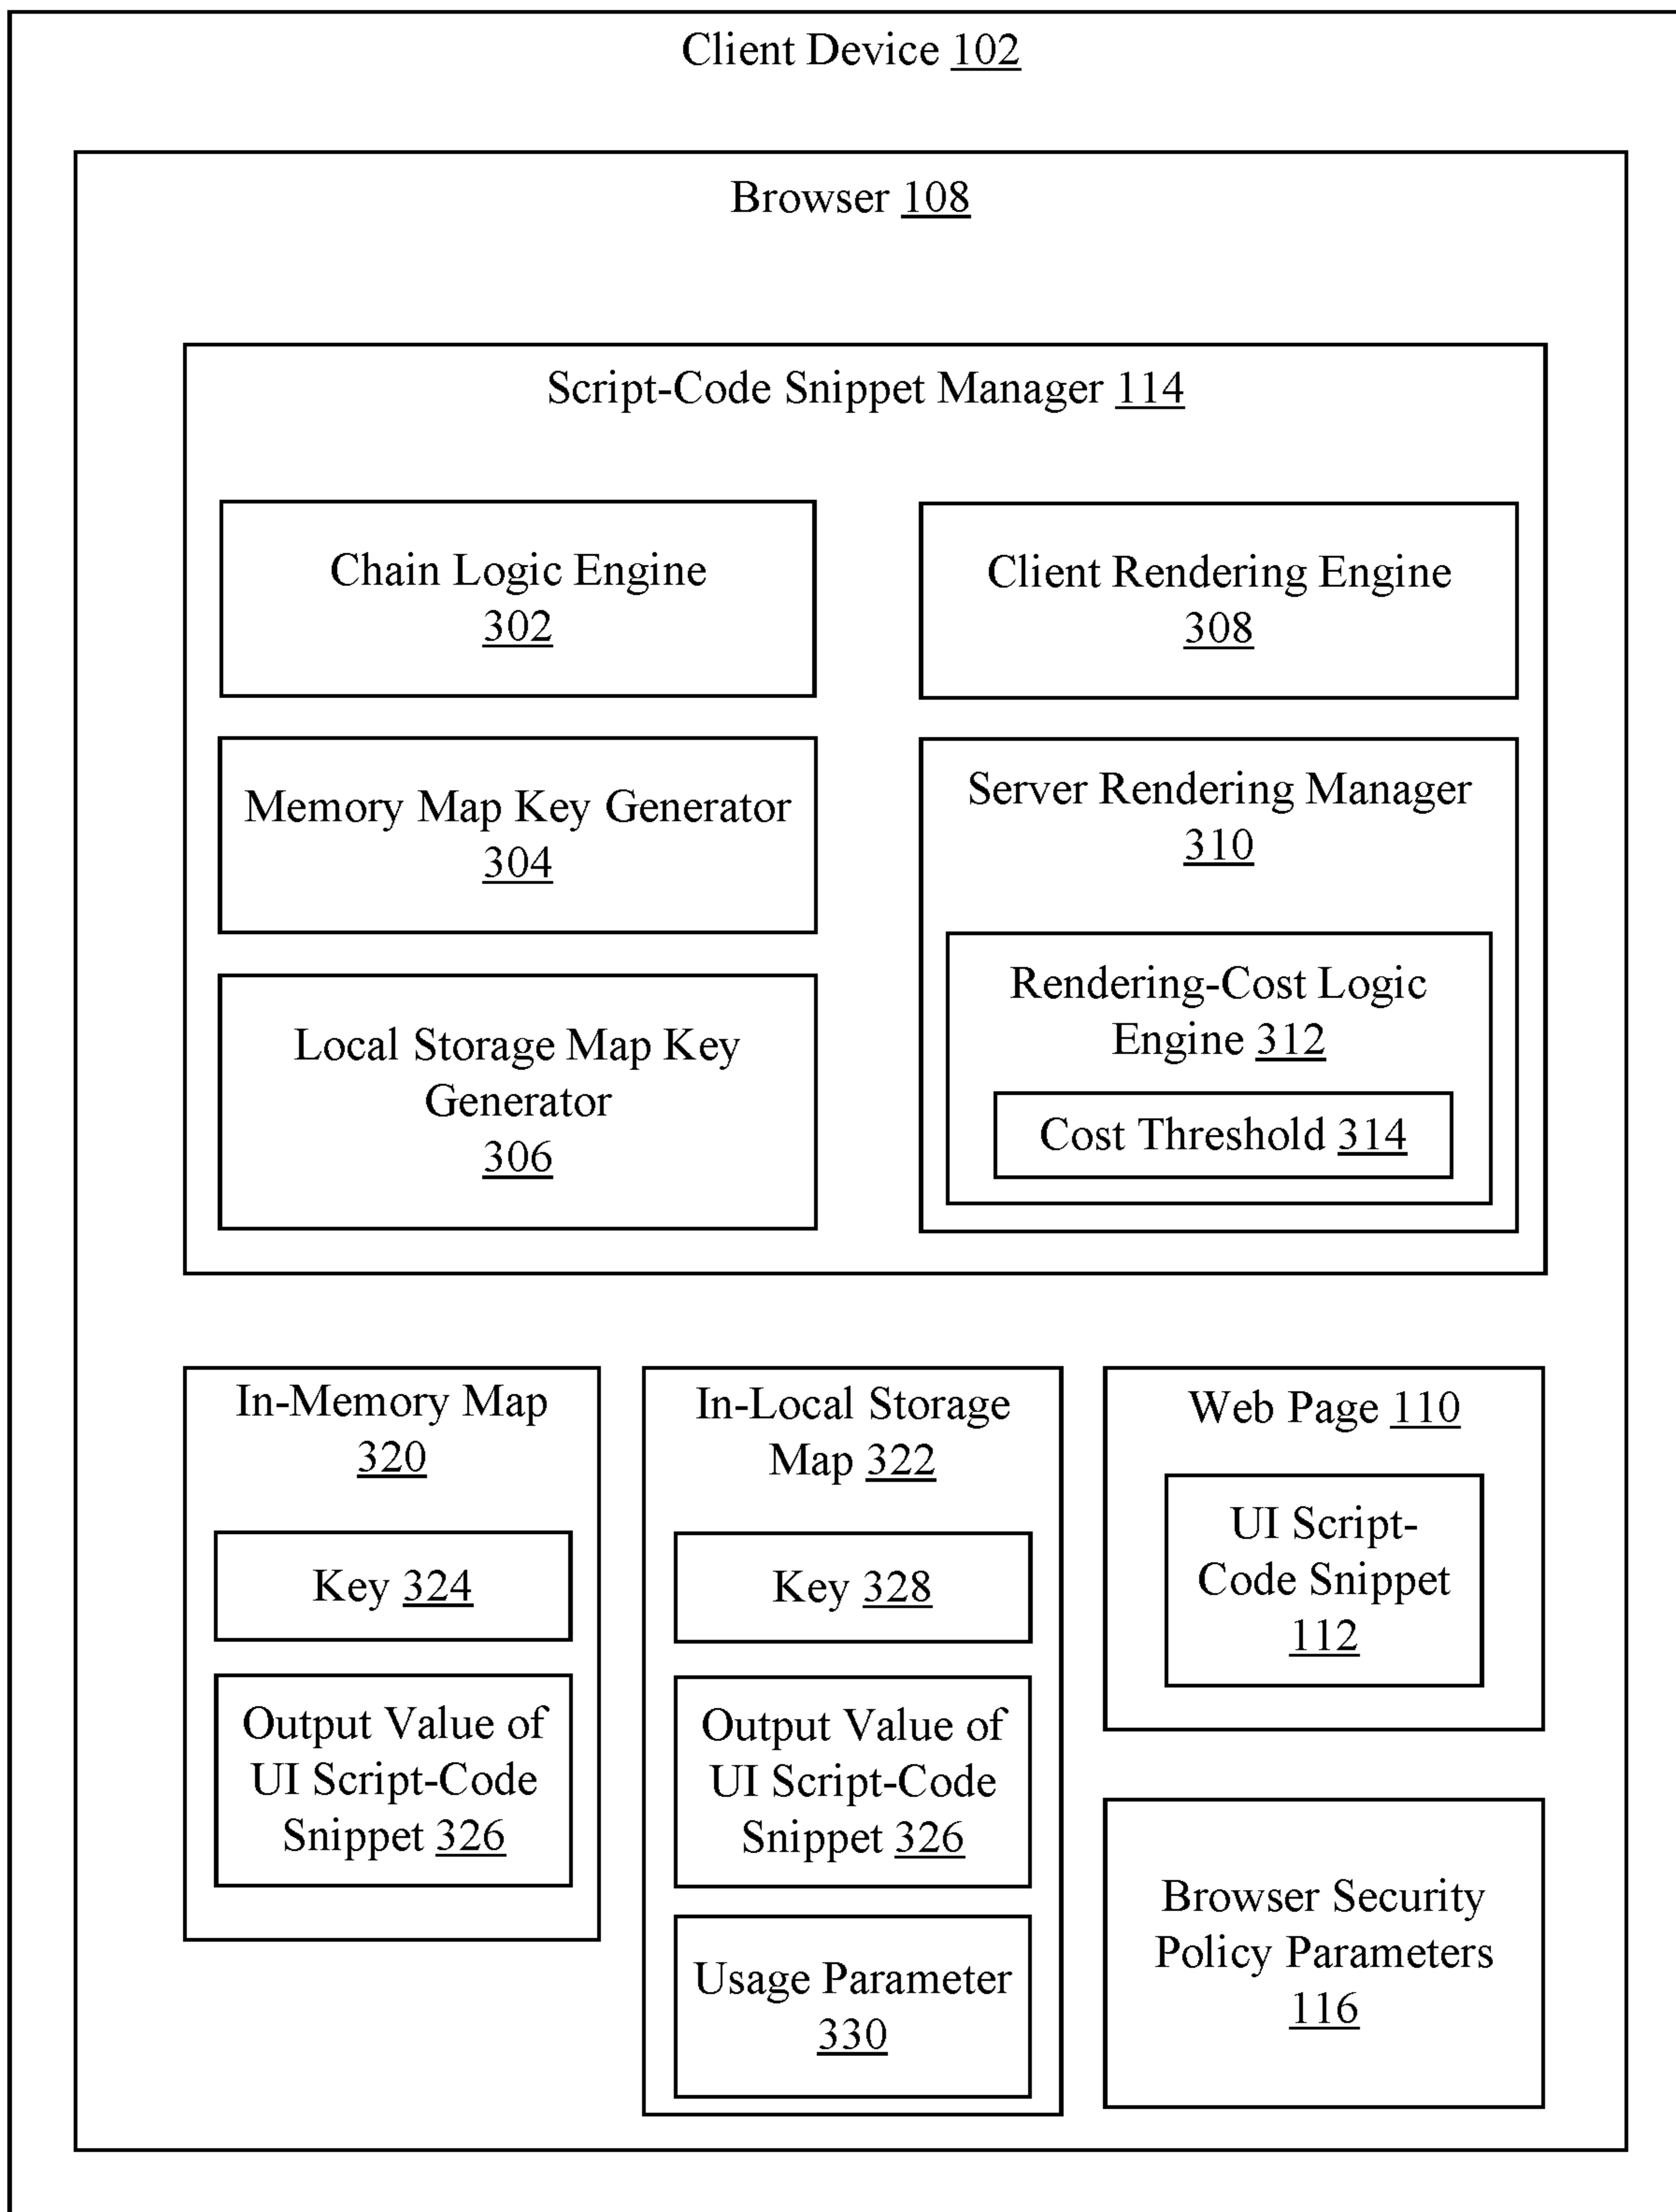 Client Device 102
Browser 108
Script-Code Snippet Manager 114
Chain Logic Engine
302
Memory Map Key Generator
304
Local Storage Map Key
Generator
306
Client Rendering Engine
308
Server Rendering Manager
310
Rendering-Cost Logic
Engine 312
Cost Threshold 314
In-Memory Map
320
Key 324
Output Value of
UI Script-Code
Snippet 326
In-Local Storage
Map 322
Key 328
Output Value of
UI Script-Code
Snippet 326
Usage Parameter
330
Web Page 110
UI Script-
Code Snippet
112
Browser Security
Policy Parameters
116